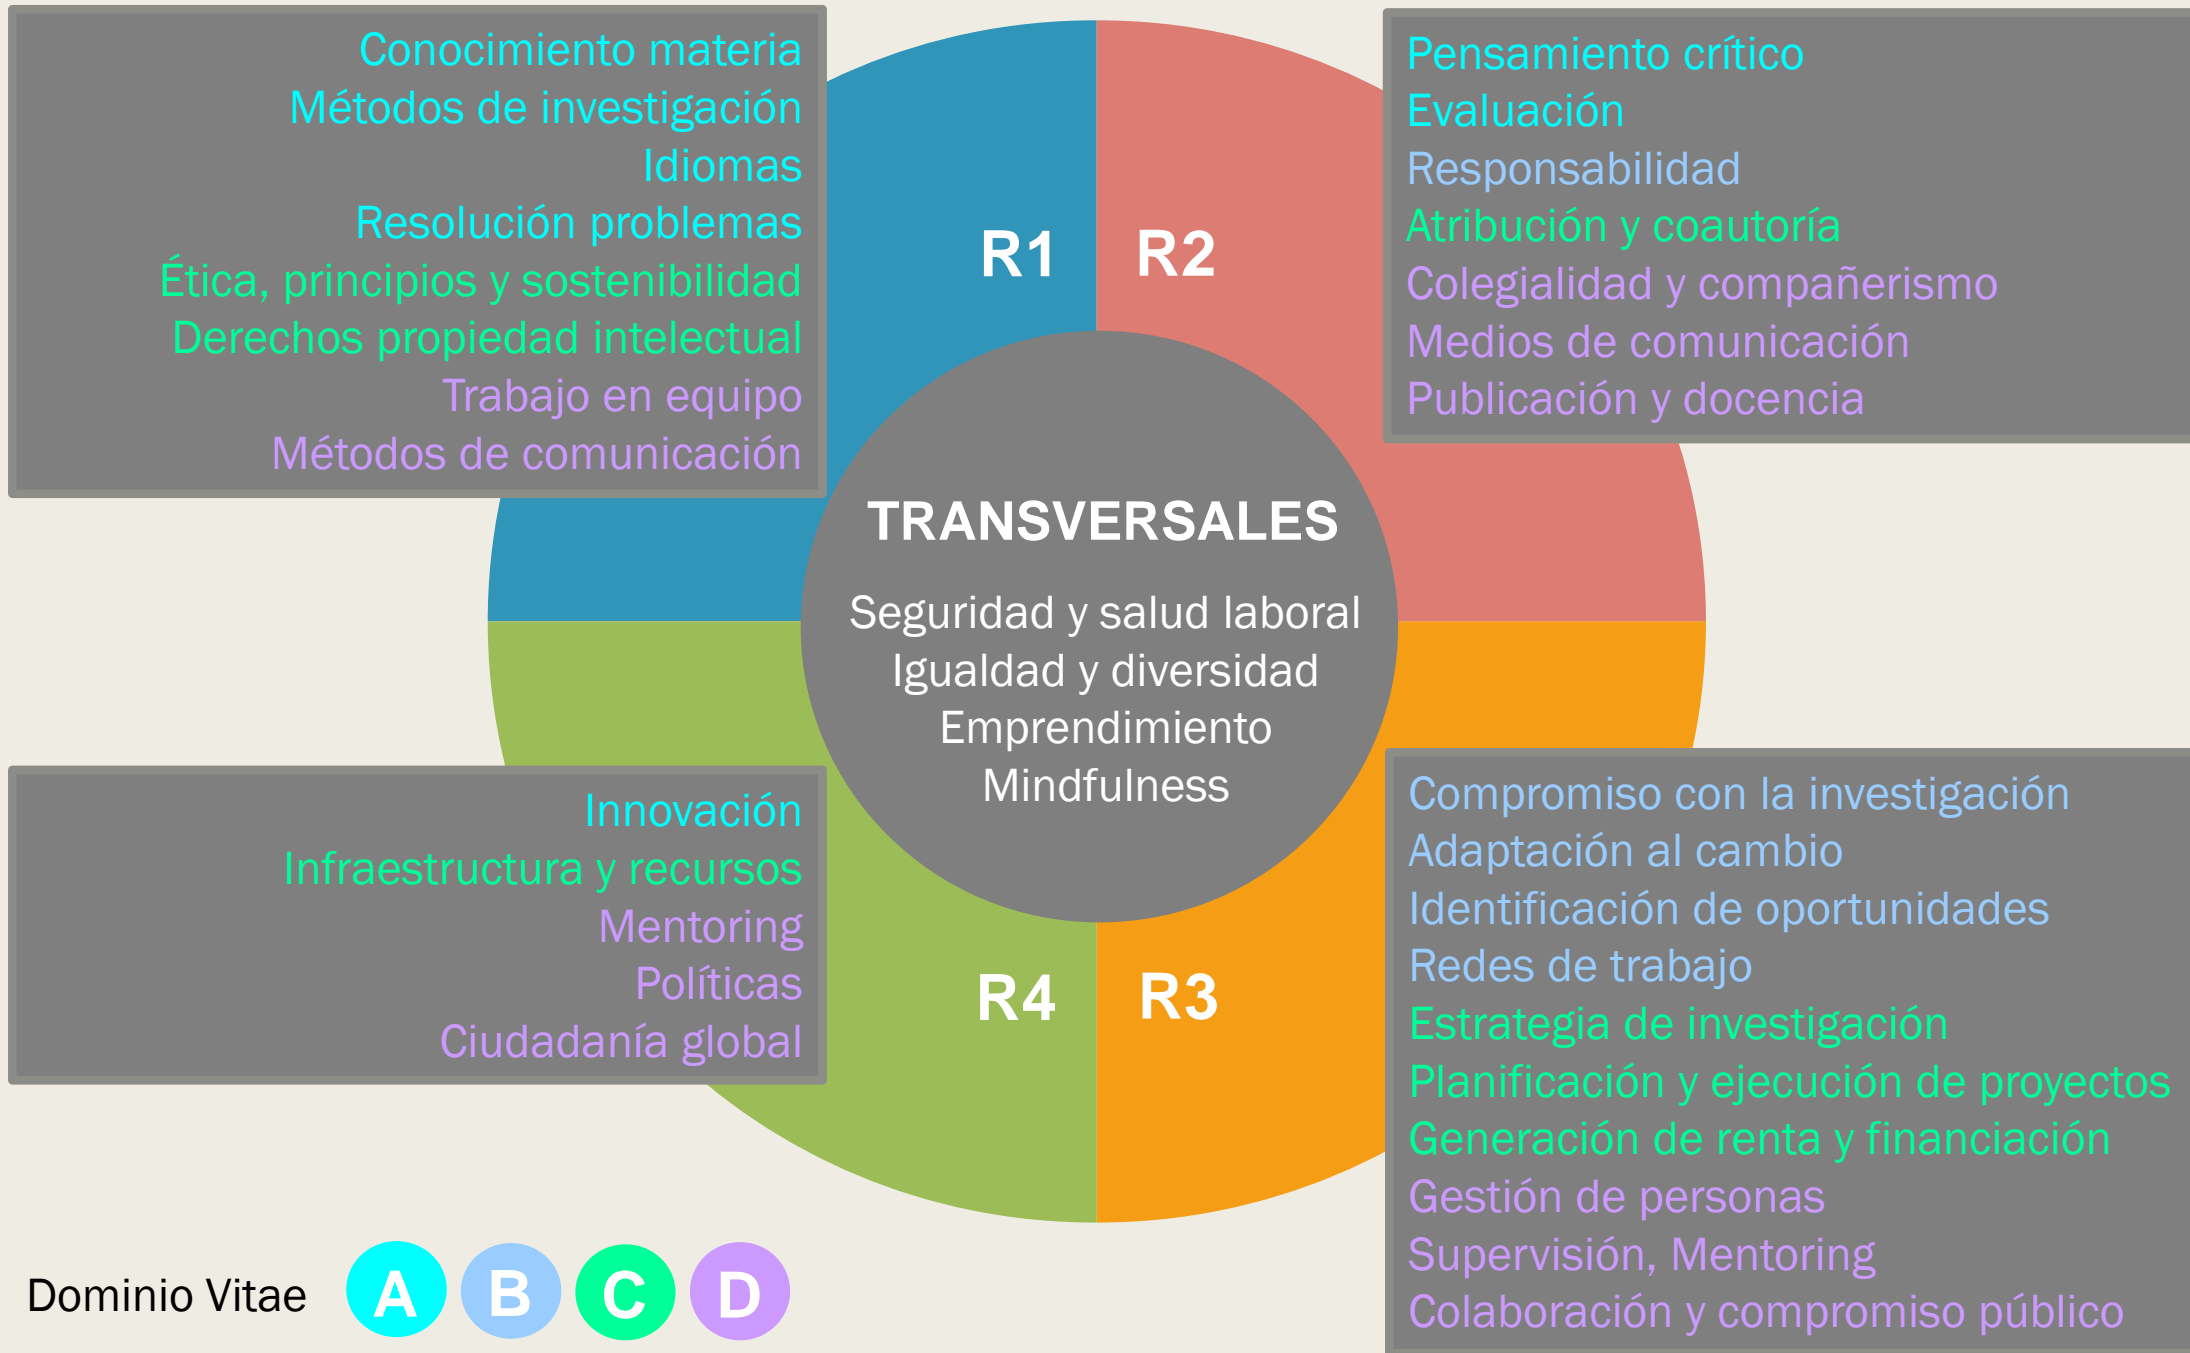 Conocimiento materia
Métodos de investigación
Idiomas
Resolución problemas
Ética, principios y sostenibilidad
Derechos propiedad intelectual
Trabajo en equipo
Métodos de comunicación
R1
R2
Pensamiento crítico
Evaluación
Responsabilidad
Atribución y coautoría
Colegialidad y compañerismo
Medios de comunicación
Publicación y docencia
TRANSVERSALES
Seguridad y salud laboral
Igualdad y diversidad
Emprendimiento
Mindfulness
Innovación
Infraestructura y recursos
Mentoring
Políticas
Ciudadanía global
R4
R3
Compromiso con la investigación
Adaptación al cambio
Identificación de oportunidades
Redes de trabajo
Estrategia de investigación
Planificación y ejecución de proyectos
Generación de renta y financiación
Gestión de personas
Supervisión, Mentoring
Colaboración y compromiso público
Dominio Vitae A B C D